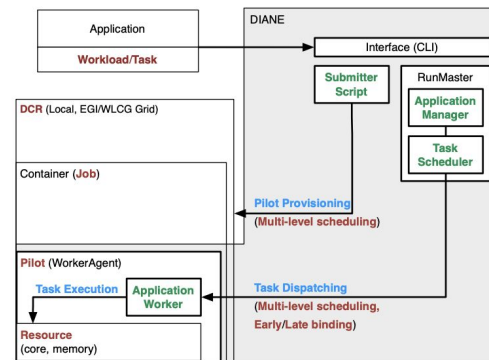 DIANE
Application
Workload/Task
Interface (CLI)
Submitter
Script
RunMaster
Application
Manager
Task
Scheduler
DCR (Local, EGI/WLCG Grid)
Container (Job)
Pilot Provisioning
(Multi-level scheduling)
Pilot (WorkerAgent)
Task Execution
Application
Worker
Task Dispatching
(Multi-level scheduling,
Early/Late binding)
Resource
(core, memory)